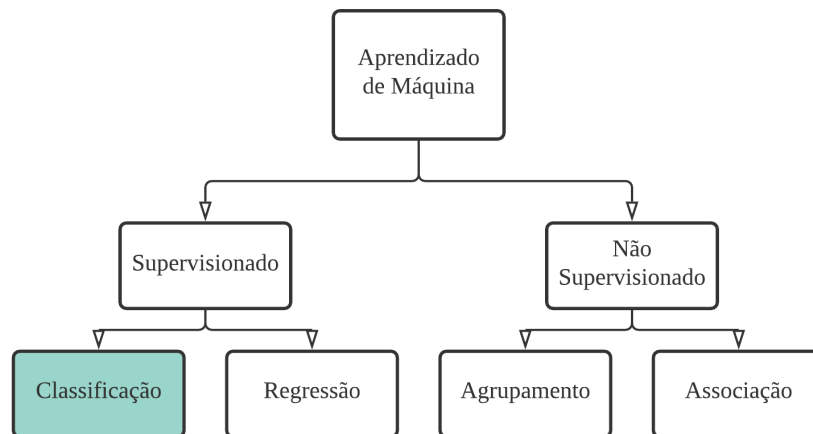 Aprendizado
de Máquina
Supervisionado
Não
Supervisionado
Classificação
Regressão
Agrupamento
Associação